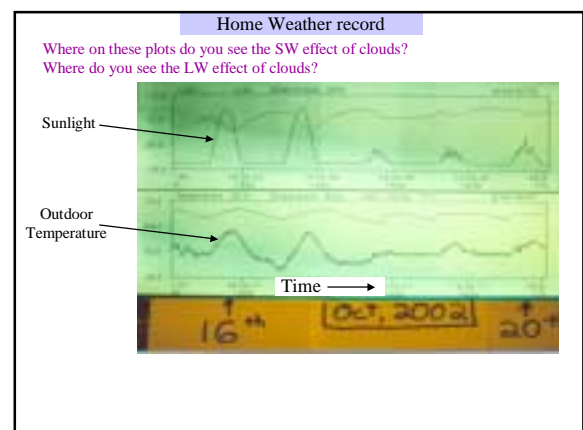 Home Weather record
Where on these plots do you see the SW effect of clouds?
Where do you see the LW effect of clouds?
Sunlight
Outdoor
Temperature
Time
Oct, 2002
16th
20t